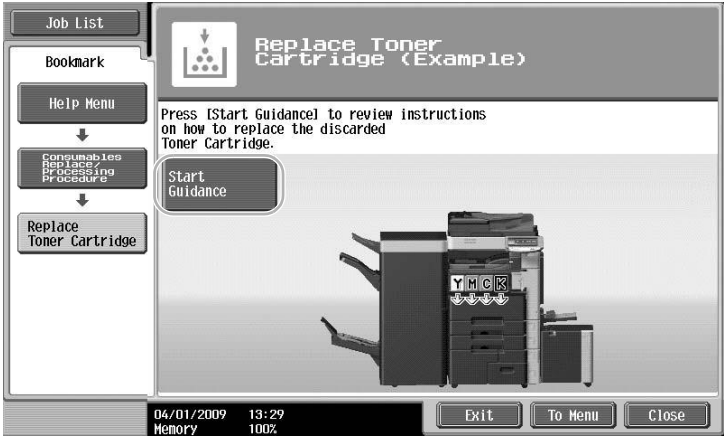 Job List
Bookmark
Help Menu
Consumables
Replace/
Processing
Procedure
Replace
Toner Cartridge
Replace Toner
Cartridge (Example)
Press [Start Guidance] to review instructions
on how to replace the discarded
Toner Cartridge.
Start
Guidance
Y M C K
04/01/2009 13:29
Memory 100%
Exit
To Menu
Close